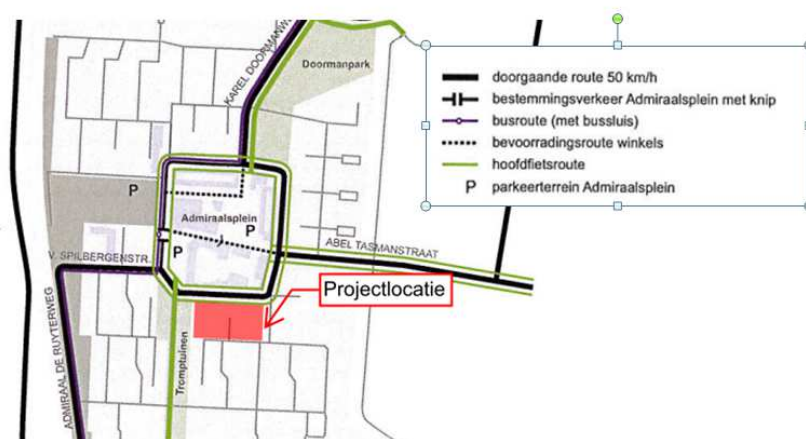 KAREL DOORMANW
Doormanpark
doorgaande route 50 km/h
bestemmingsverkeer Admiraalsplein met knip
busroute (met bussluis)
bevoorradingsroute winkels
hoofdfietsroute
P parkeerterrein Admiraalsplein
P
Admiraalsplein
P
P
V. SPILBERGENSTR.
ABEL TASMANSTRAAT
Projectlocatie
ADMIRAAL DE RUYTERWEG
Tromptuinen